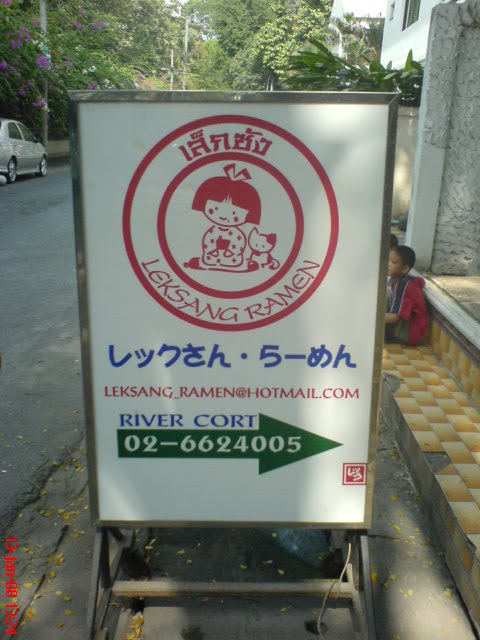 เล็กซัง
LEKSANG RAMEN
レックさん・らーめん
LEKSANG_RAMEN@HOTMAIL.COM
RIVER CORT
02-6624005